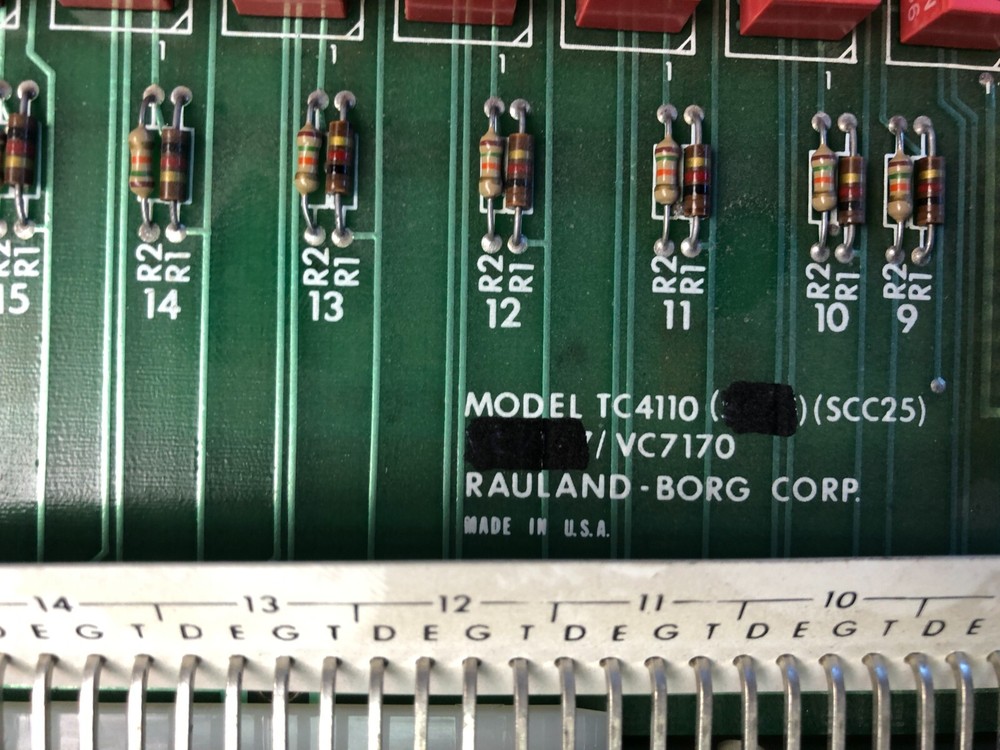 1 1 1 1 1
R2 R1 R2 R1 R2 R1 R2 R1 R2 R1 R2 R1 R2 R1
15 14 13 12 11 10 9
MODEL TC4110 ( )(SCC25)
/ VC7170
RAULAND-BORG CORP.
MADE IN U.S.A.
14 13 12 11 10
D E G T D E G T D E G T D E G T D E G T D E